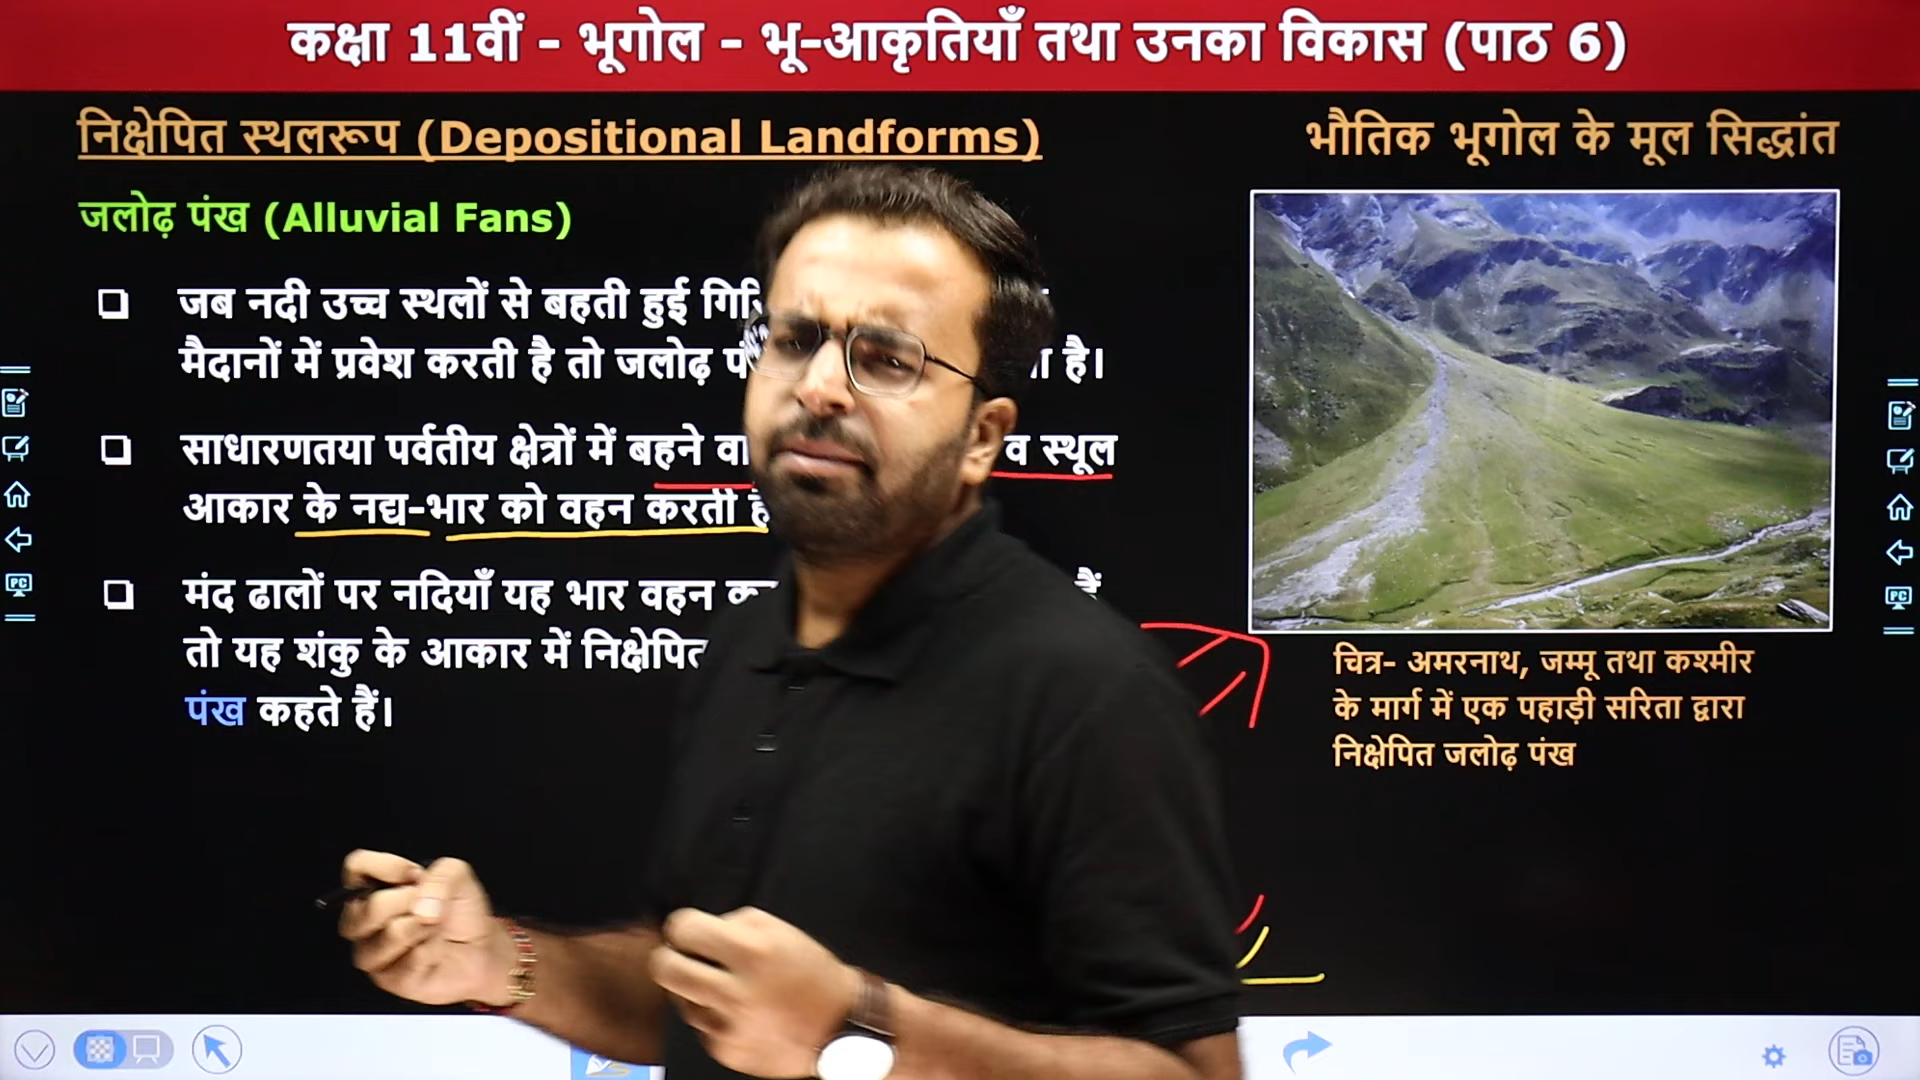 कक्षा 11वीं - भूगोल - भू-आकृतियाँ तथा उनका विकास (पाठ 6)
निक्षेपित स्थलरूप (Depositional Landforms)
भौतिक भूगोल के मूल सिद्धांत
जलोढ़ पंख (Alluvial Fans)
जब नदी उच्च स्थलों से बहती हुई
मैदानों में प्रवेश करती है तो जलोढ़ है।
साधारणतया पर्वतीय क्षेत्रों में बहने व स्थूल
आकार के नद्य-भार को वहन करती
मंद ढालों पर नदियाँ यह भार वहन
तो यह शंकु के आकार में
पंख कहते हैं।
चित्र- अमरनाथ, जम्मू तथा कश्मीर
के मार्ग में एक पहाड़ी सरिता द्वारा
निक्षेपित जलोढ़ पंख
PC
PC